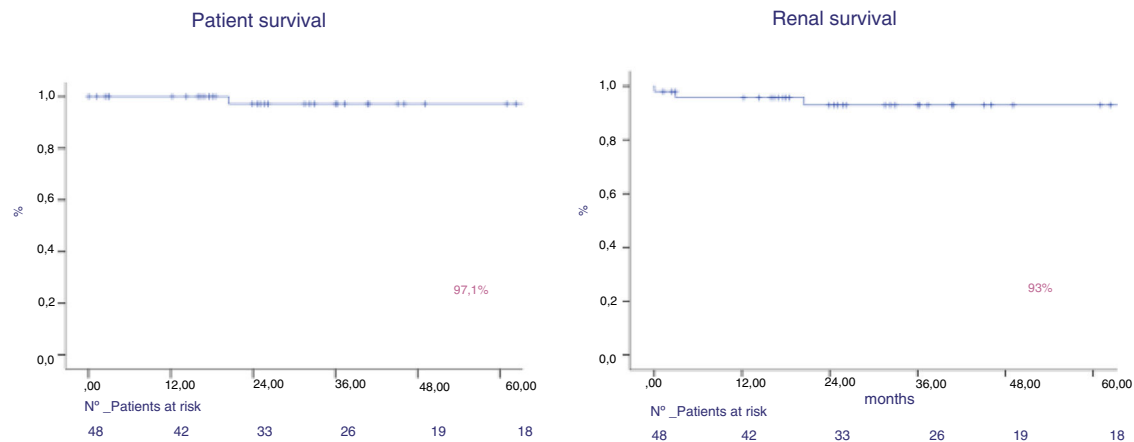 Patient survival
1,0
0,8
0,6
%
0,4
97,1%
0,2
0,0
,00 12,00 24,00 36,00 48,00 60,00
Nº _Patients at risk
48 42 33 26 19 18
Renal survival
1,0
0,8
0,6
%
0,4
93%
0,2
0,0
,00 12,00 24,00 36,00 48,00 60,00
months
Nº _Patients at risk
48 42 33 26 19 18